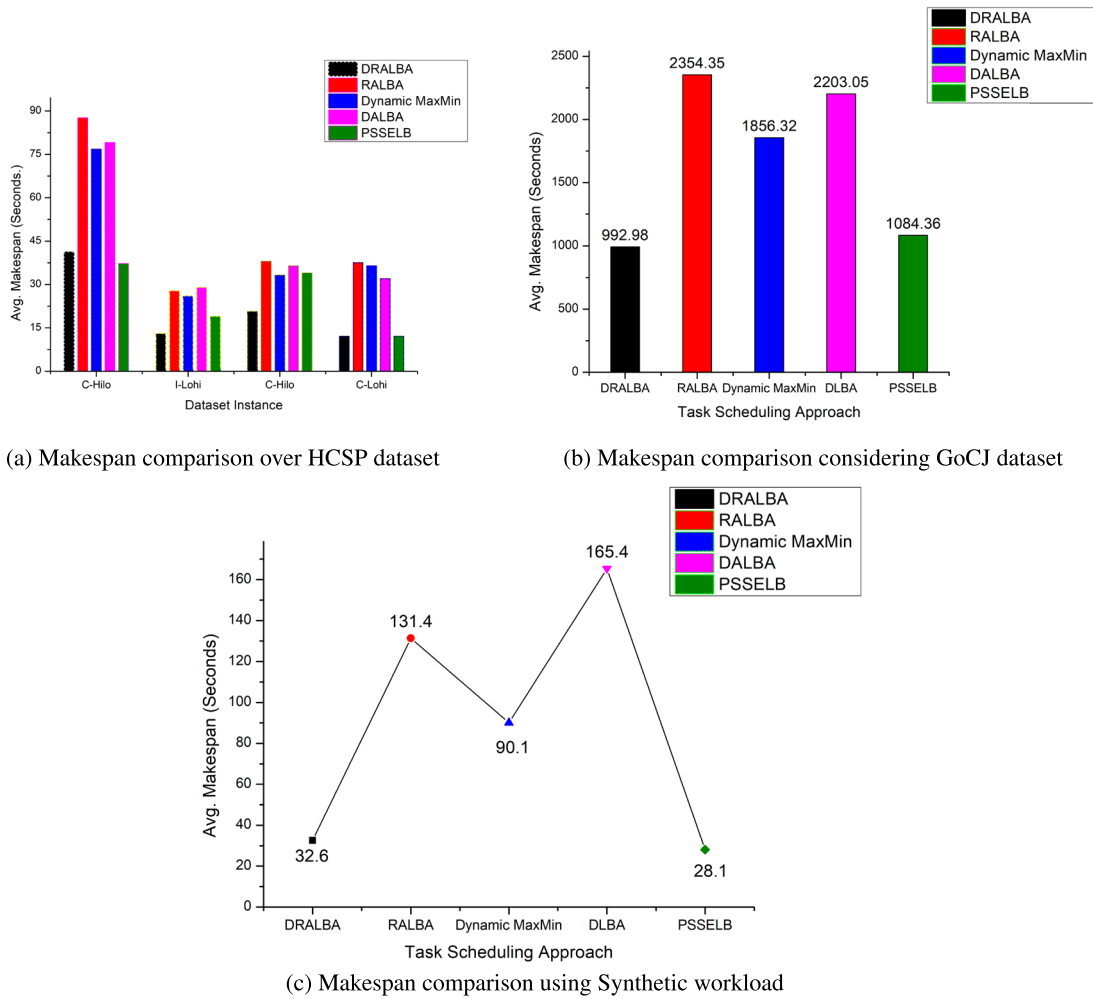 DRALBA
RALBA
Dynamic MaxMin
DALBA
PSSELB
90
75
60
45
30
15
0
Avg. Makespan (Seconds.)
C-Hilo
I-Lohi
C-Hilo
C-Lohi
Dataset Instance
(a) Makespan comparison over HCSP dataset
DRALBA
RALBA
Dynamic MaxMin
DALBA
PSSELB
2500
2000
1500
1000
500
0
Avg. Makespan (Seconds)
992.98
2354.35
1856.32
2203.05
1084.36
DRALBA
RALBA
Dynamic MaxMin
DLBA
PSSELB
Task Scheduling Approach
(b) Makespan comparison considering GoCJ dataset
DRALBA
RALBA
Dynamic MaxMin
DALBA
PSSELB
160
140
120
100
80
60
40
20
0
Avg. Makespan (Seconds)
32.6
131.4
90.1
165.4
28.1
DRALBA
RALBA
Dynamic MaxMin
DLBA
PSSELB
Task Scheduling Approach
(c) Makespan comparison using Synthetic workload